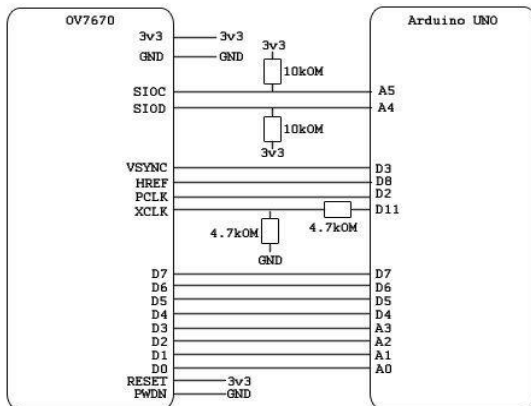 OV7670 Arduino UNO
3v3 3v3 3v3
GND GND
10kOM
SIOC A5
SIOD A4
10kOM
3v3
VSYNC D3
HREF D8
PCLK D2
XCLK D11
4.7kOM 4.7kOM
GND
D7 D7
D6 D6
D5 D5
D4 D4
D3 A3
D2 A2
D1 A1
D0 A0
RESET 3v3
PWDN GND